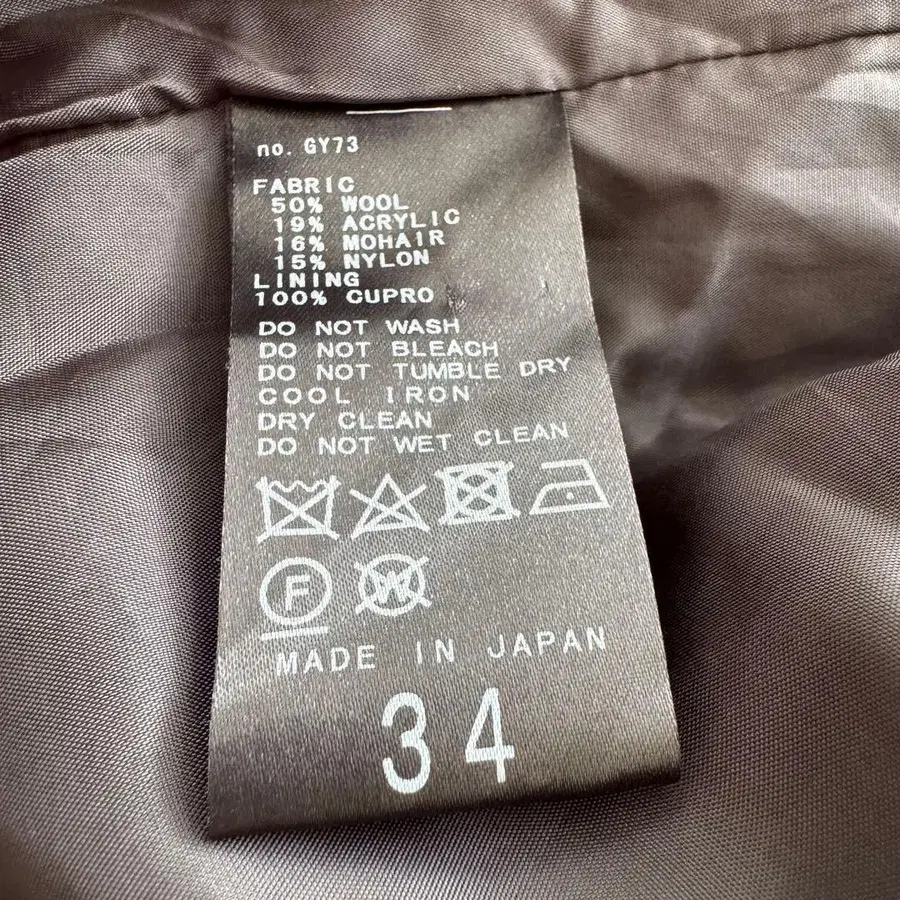 no. GY73
FABRIC
50% WOOL
19% ACRYLIC
16% MOHAIR
15% NYLON
LINING
100% CUPRO
DO NOT WASH
DO NOT BLEACH
DO NOT TUMBLE DRY
COOL IRON
DRY CLEAN
DO NOT WET CLEAN
F W
MADE IN JAPAN
34